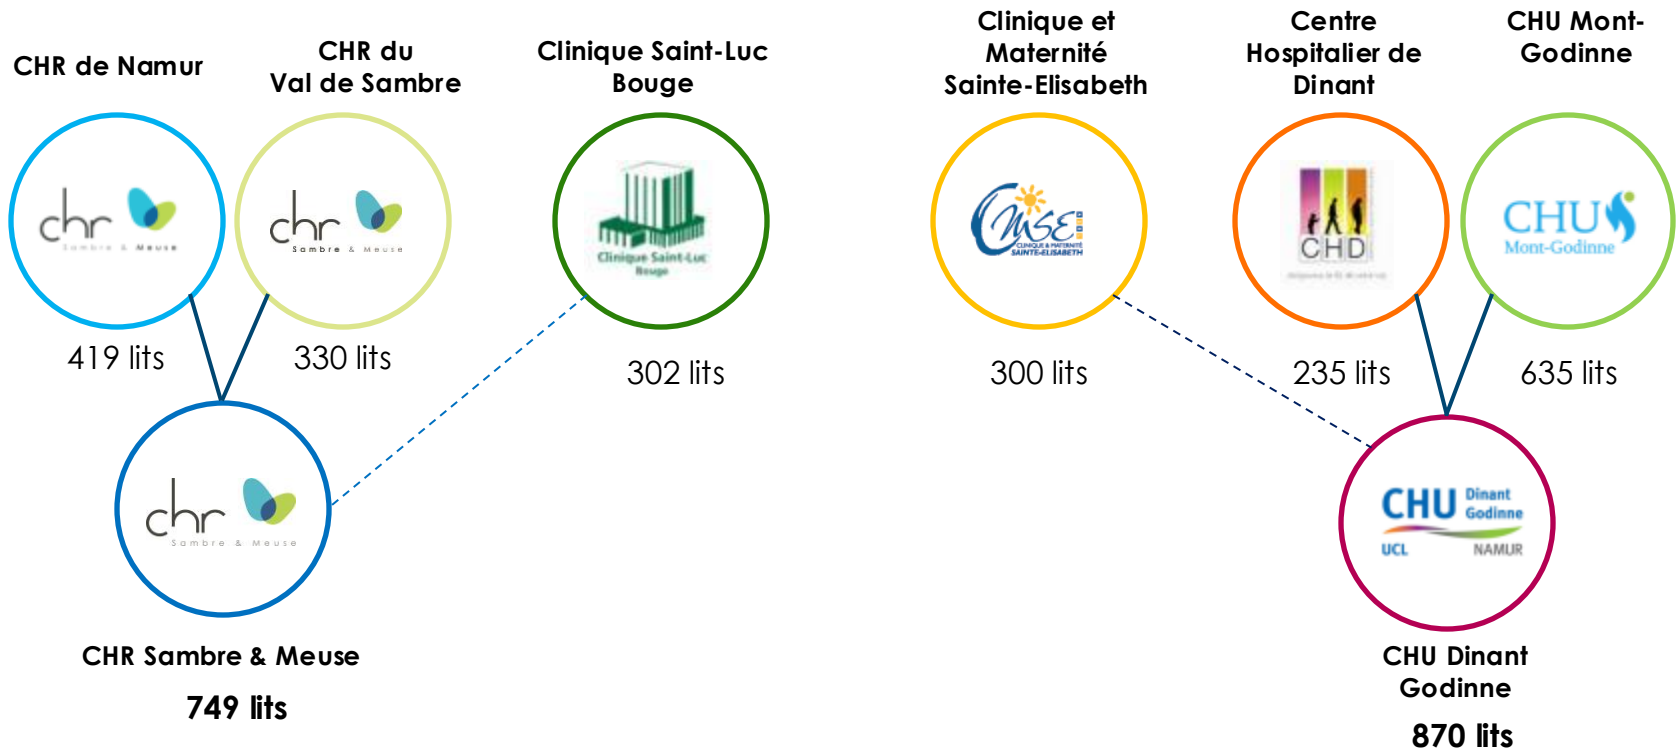 CHR de Namur
CHR du
Val de Sambre
Clinique Saint-Luc
Bouge
Clinique et
Maternité
Sainte-Elisabeth
Centre
Hospitalier de
Dinant
CHU Mont-
Godinne
chr
Sambre & Meuse
chr
Sambre & Meuse
Clinique Saint-Luc
Bouge
CMSE
CLINIQUE & MATERNITÉ
SAINTE-ELISABETH
CHD
CHU
Mont-Godinne
419 lits
330 lits
302 lits
300 lits
235 lits
635 lits
chr
Sambre & Meuse
CHU Dinant
Godinne
UCL NAMUR
CHR Sambre & Meuse
749 lits
CHU Dinant
Godinne
870 lits